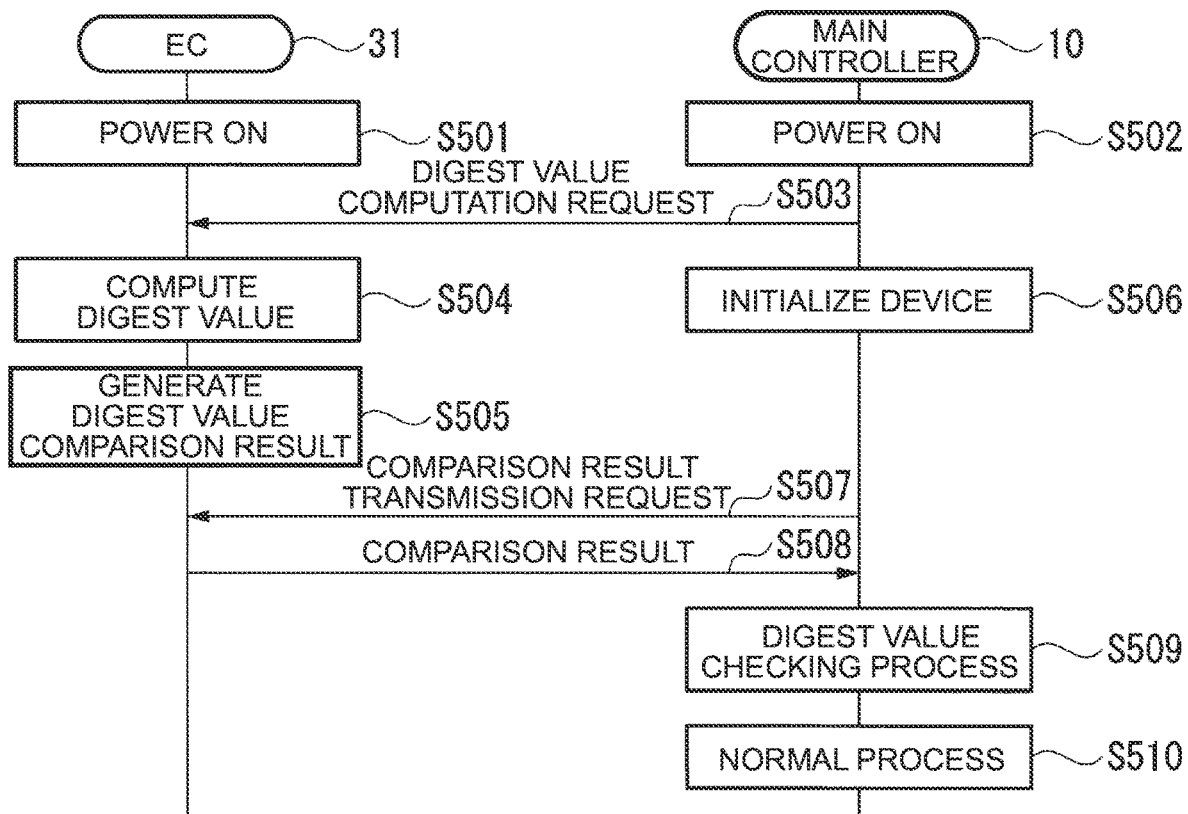 EC
31
MAIN
CONTROLLER
10
POWER ON
S501
POWER ON
S502
DIGEST VALUE
COMPUTATION REQUEST
S503
COMPUTE
DIGEST VALUE
S504
INITIALIZE DEVICE
S506
GENERATE
DIGEST VALUE
COMPARISON RESULT
S505
COMPARISON RESULT
TRANSMISSION REQUEST
S507
COMPARISON RESULT
S508
DIGEST VALUE
CHECKING PROCESS
S509
NORMAL PROCESS
S510